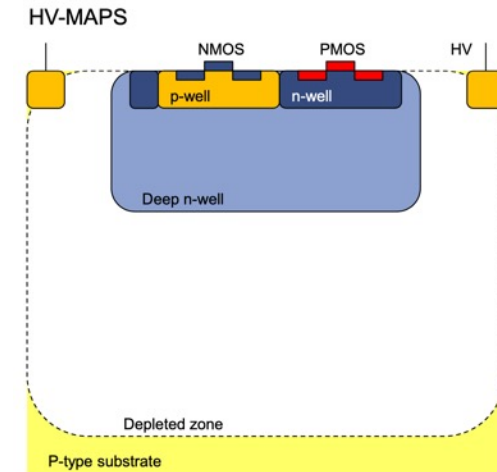 HV-MAPS
NMOS PMOS HV
p-well n-well
Deep n-well
Depleted zone
P-type substrate